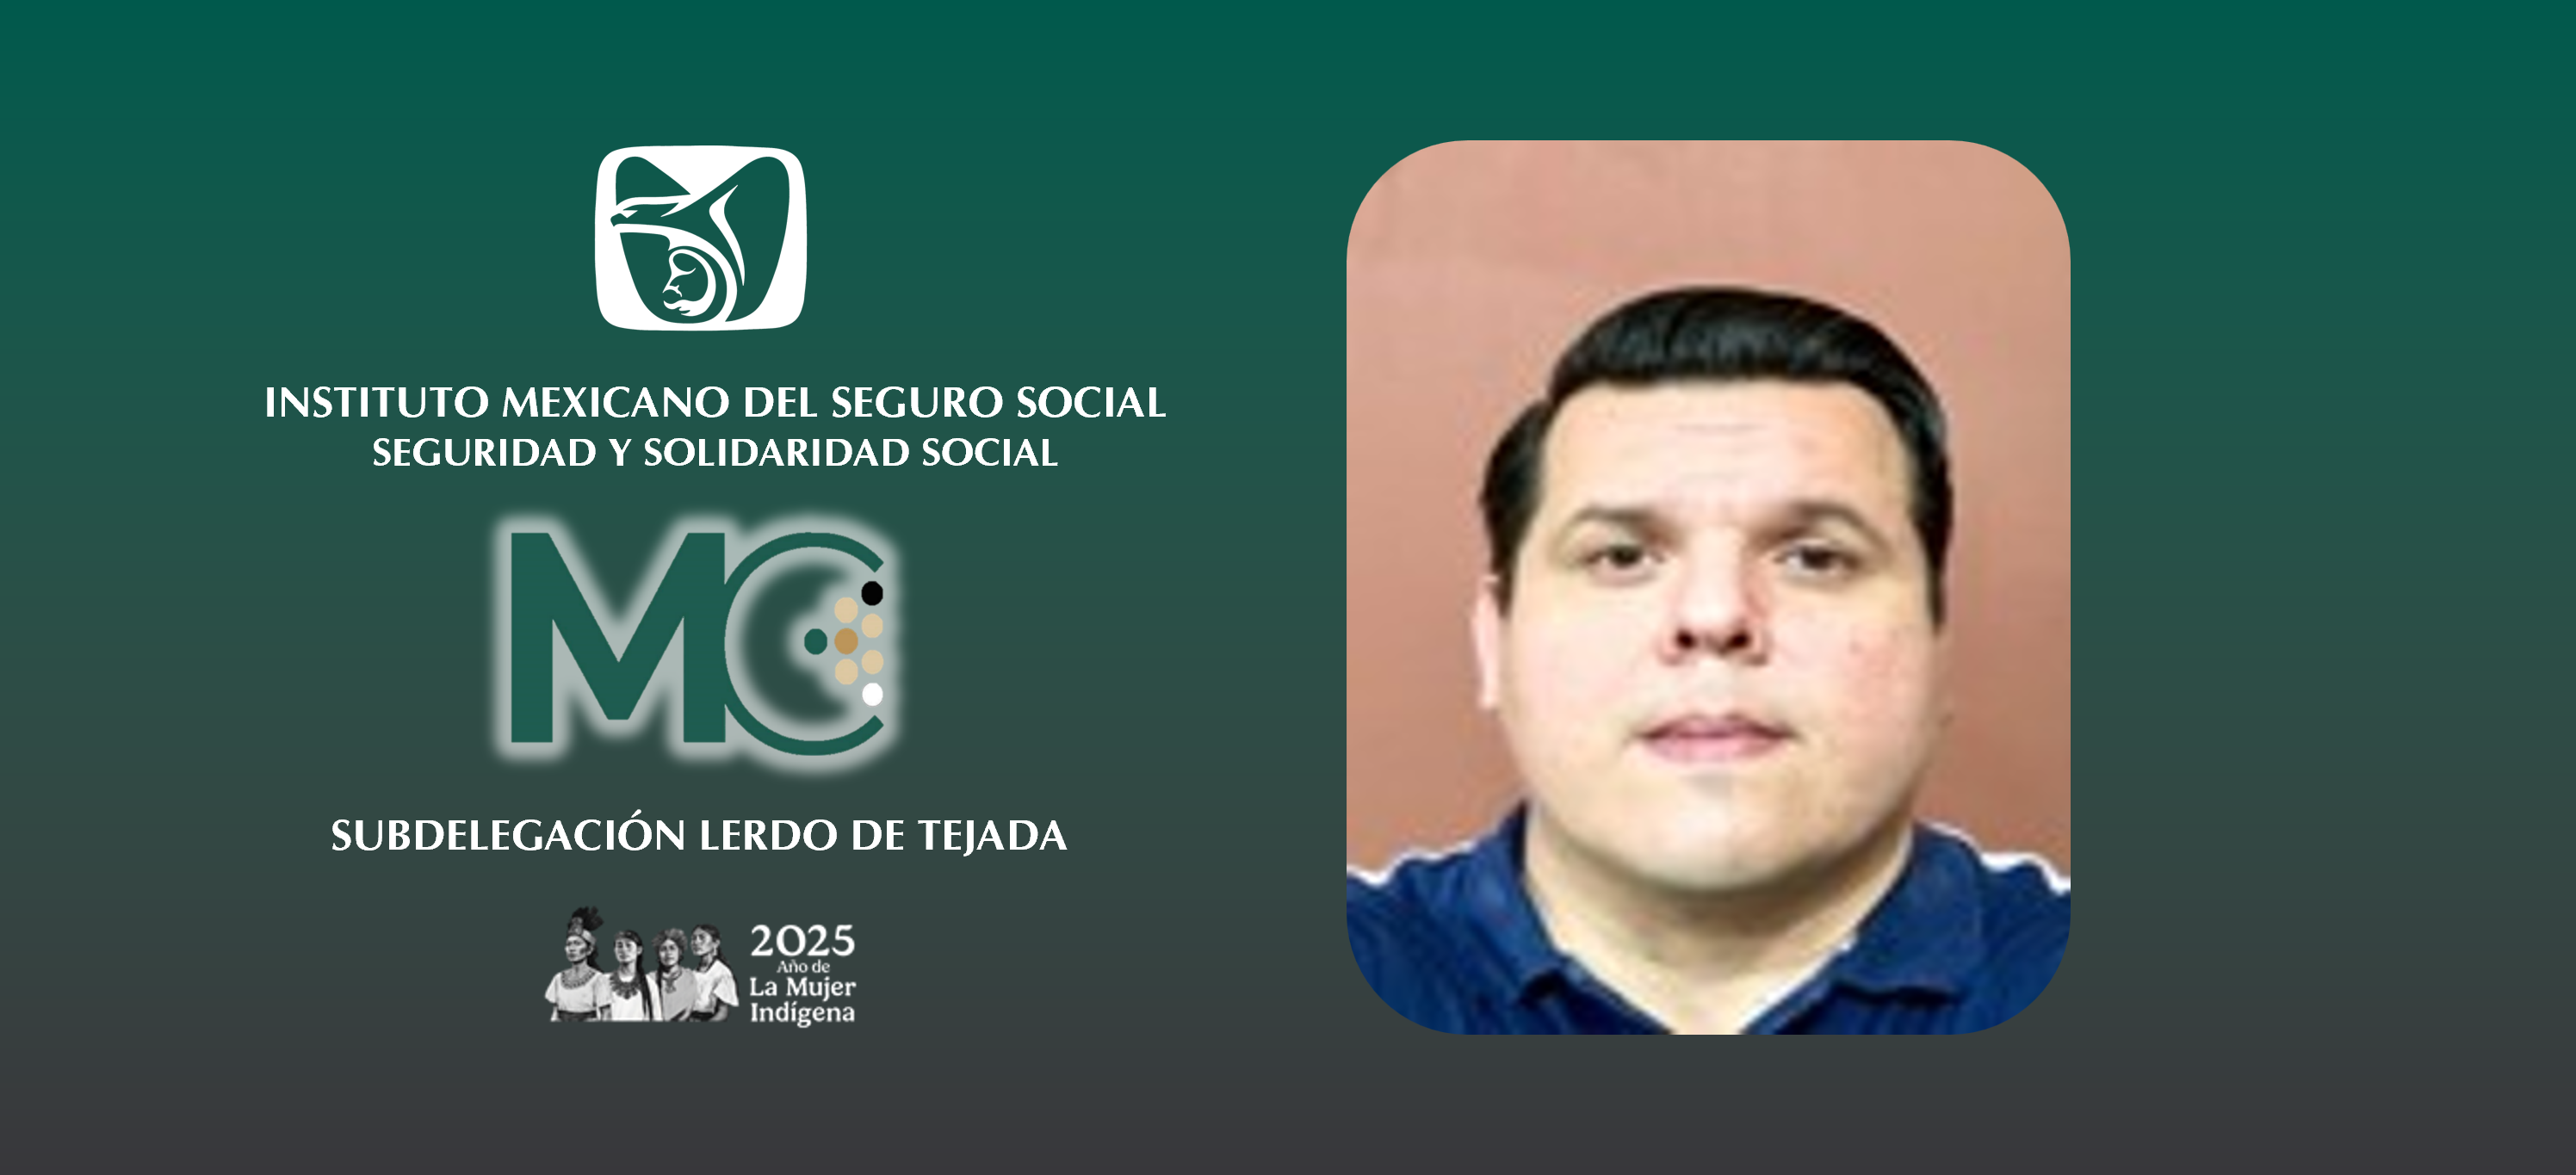 INSTITUTO MEXICANO DEL SEGURO SOCIAL
SEGURIDAD Y SOLIDARIDAD SOCIAL
MC
SUBDELEGACIÓN LERDO DE TEJADA
2025
Año de
La Mujer
Indígena